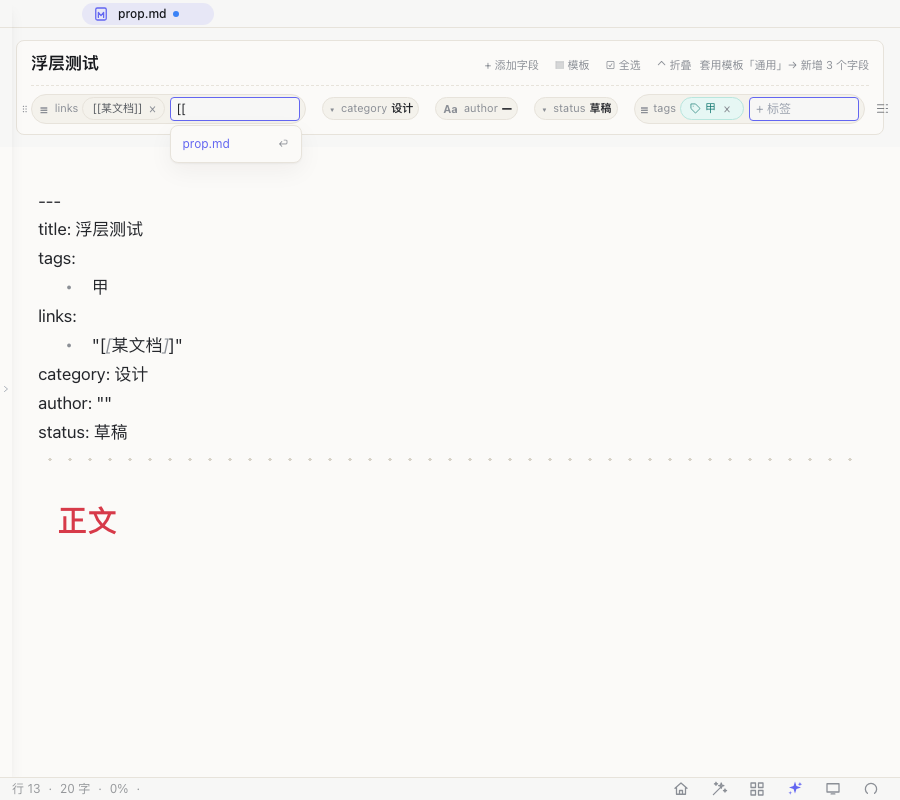 prop.md
浮层测试
+ 添加字段 模板 全选 折叠 套用模板「通用」→ 新增 3 个字段
links [[某文档]] × [[ category 设计 Aa author — status 草稿 tags 甲 × + 标签
prop.md
---
title: 浮层测试
tags:
• 甲
links:
• "[[某文档]]"
category: 设计
author: ""
status: 草稿
正文
行 13 · 20 字 · 0% ·